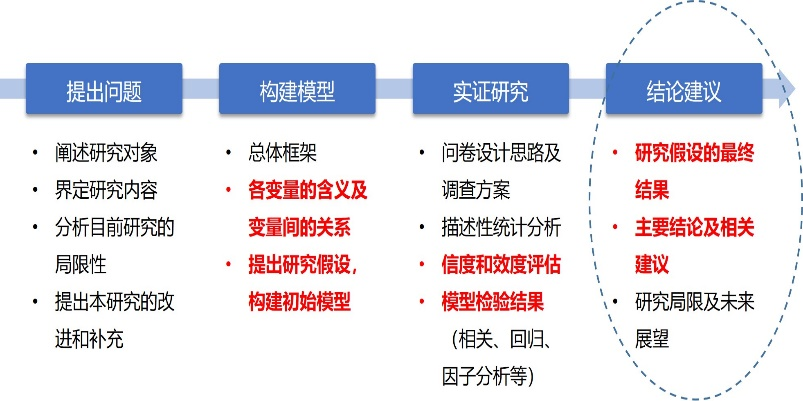 提出问题
• 阐述研究对象
• 界定研究内容
• 分析目前研究的
局限性
• 提出本研究的改
进和补充
构建模型
• 总体框架
• 各变量的含义及
变量间的关系
• 提出研究假设，
构建初始模型
实证研究
• 问卷设计思路及
调查方案
• 描述性统计分析
• 信度和效度评估
• 模型检验结果
（相关、回归、
因子分析等）
结论建议
• 研究假设的最终
结果
• 主要结论及相关
建议
• 研究局限及未来
展望